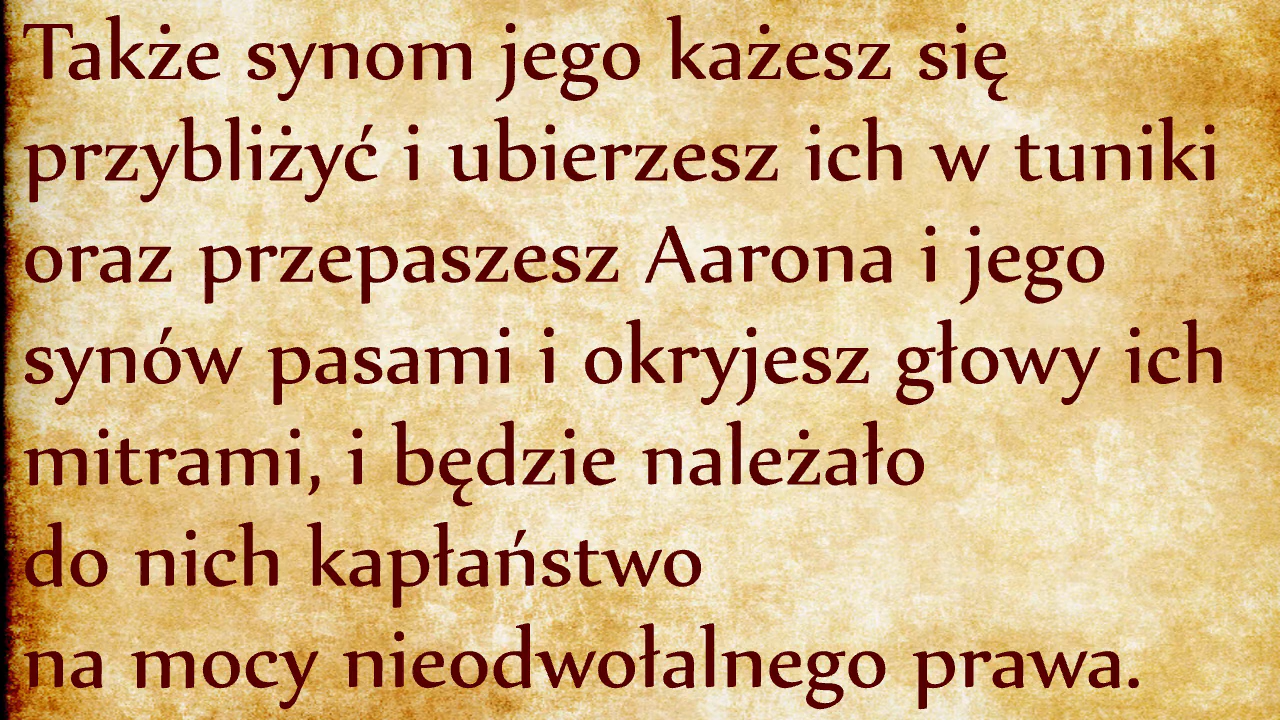 Także synom jego każesz się
przybliżyć i ubierzesz ich w tuniki
oraz przepaszesz Aarona i jego
synów pasami i okryjesz głowy ich
mitrami, i będzie należało
do nich kapłaństwo
na mocy nieodwołalnego prawa.